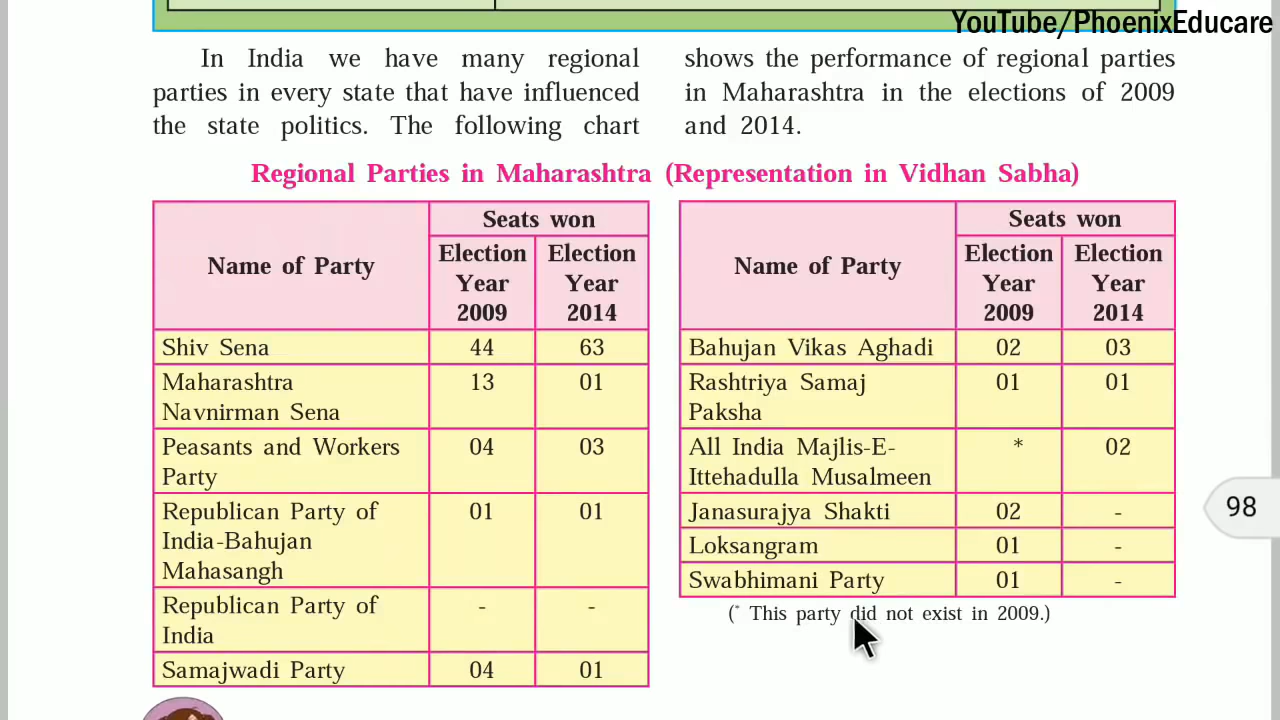 YouTube/PhoenixEducare
In India we have many regional
parties in every state that have influenced
the state politics. The following chart
shows the performance of regional parties
in Maharashtra in the elections of 2009
and 2014.
Regional Parties in Maharashtra (Representation in Vidhan Sabha)
Name of Party
Seats won
Election Year 2009
Election Year 2014
Shiv Sena 44 63
Maharashtra 13 01
Navnirman Sena
Peasants and Workers 04 03
Party
Republican Party of 01 01
India-Bahujan
Mahasangh
Republican Party of - -
India
Samajwadi Party 04 01
Name of Party
Seats won
Election Year 2009
Election Year 2014
Bahujan Vikas Aghadi 02 03
Rashtriya Samaj 01 01
Paksha
All India Majlis-E- * 02
Ittehadulla Musalmeen
Janasurajya Shakti 02 -
Loksangram 01 -
Swabhimani Party 01 -
(* This party did not exist in 2009.)
98